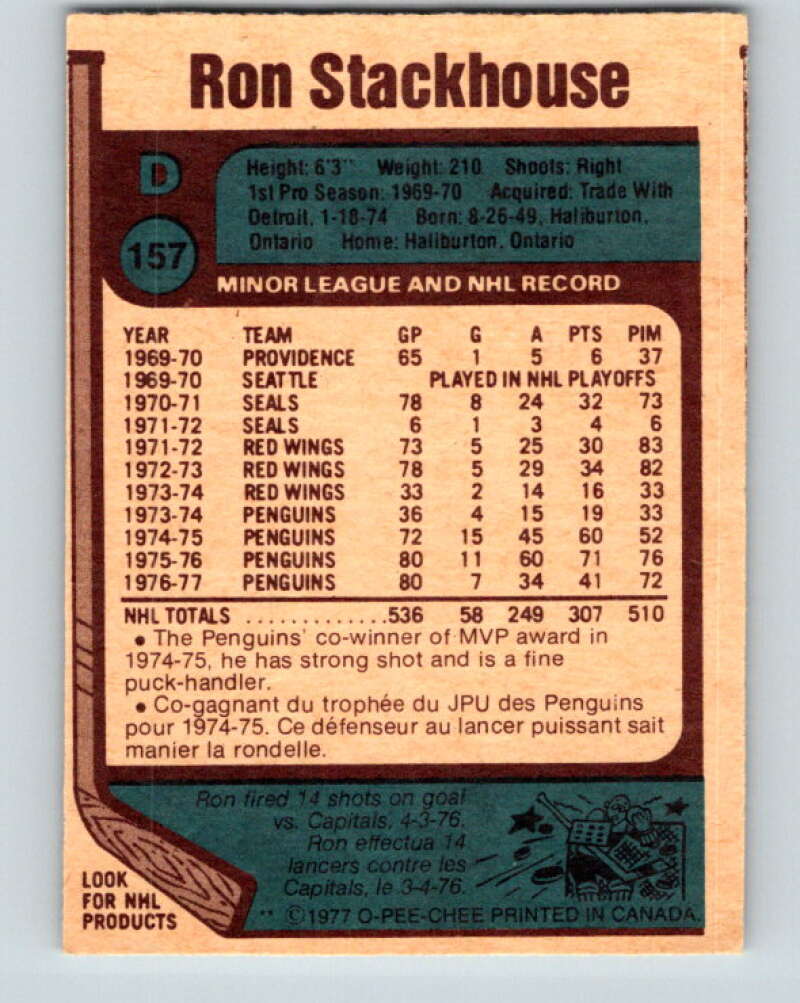 Ron Stackhouse
D
157
Height: 6'3" Weight: 210 Shoots: Right
1st Pro Season: 1969-70 Acquired: Trade With
Detroit, 1-18-74 Born: 8-26-49, Haliburton,
Ontario Home: Haliburton, Ontario
MINOR LEAGUE AND NHL RECORD
YEAR TEAM GP G A PTS PIM
1969-70 PROVIDENCE 65 1 5 6 37
1969-70 SEATTLE PLAYED IN NHL PLAYOFFS
1970-71 SEALS 78 8 24 32 73
1971-72 SEALS 6 1 3 4 6
1971-72 RED WINGS 73 5 25 30 83
1972-73 RED WINGS 78 5 29 34 82
1973-74 RED WINGS 33 2 14 16 33
1973-74 PENGUINS 36 4 15 19 33
1974-75 PENGUINS 72 15 45 60 52
1975-76 PENGUINS 80 11 60 71 76
1976-77 PENGUINS 80 7 34 41 72
NHL TOTALS .............536 58 249 307 510
● The Penguins' co-winner of MVP award in
1974-75, he has strong shot and is a fine
puck-handler.
● Co-gagnant du trophée du JPU des Penguins
pour 1974-75. Ce défenseur au lancer puissant sait
manier la rondelle.
Ron fired 14 shots on goal
vs. Capitals, 4-3-76.
Ron effectua 14
lancers contre les
Capitals, le 3-4-76.
LOOK
FOR NHL
PRODUCTS
** ©1977 O-PEE-CHEE PRINTED IN CANADA.